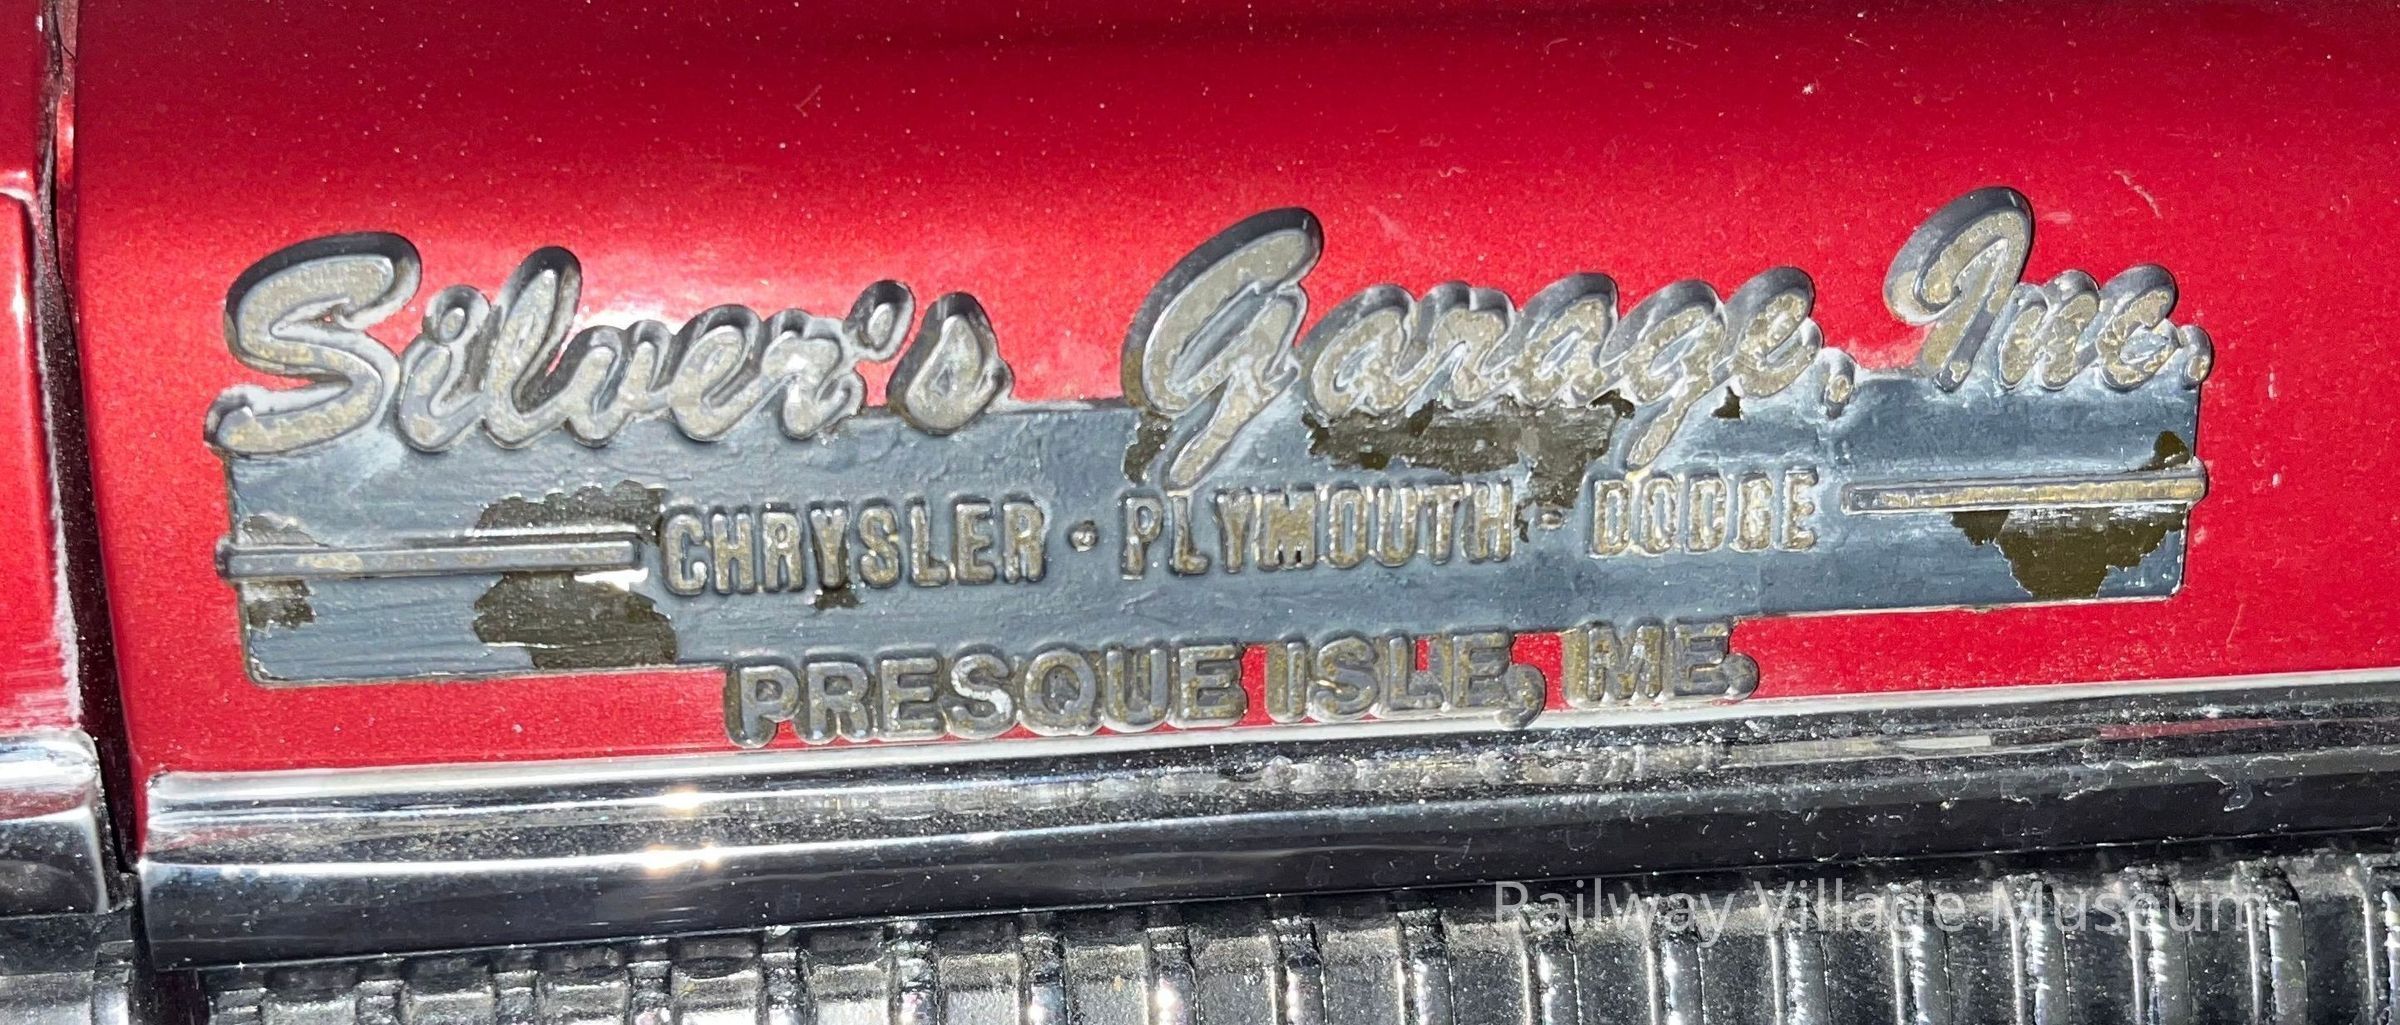 Silver's Garage, Inc.
CHRYSLER · PLYMOUTH · DODGE
PRESQUE ISLE, ME.
Railway Village Museum